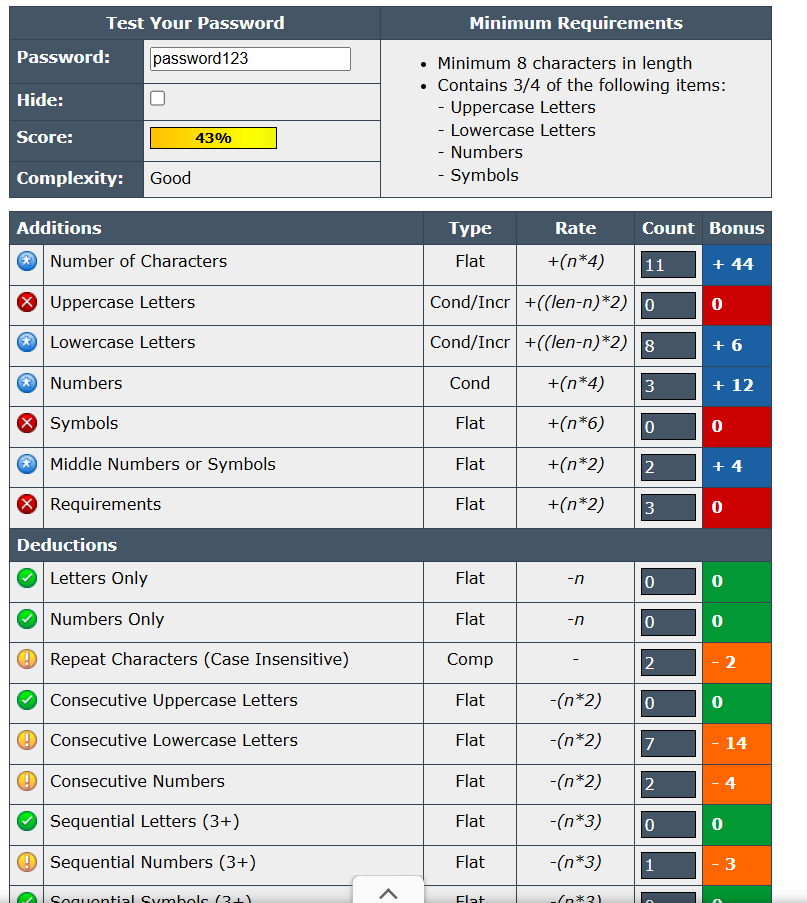 Test Your Password Minimum Requirements
Password: password123
Hide:
Score: 43%
Complexity: Good
• Minimum 8 characters in length
• Contains 3/4 of the following items:
- Uppercase Letters
- Lowercase Letters
- Numbers
- Symbols
Additions Type Rate Count Bonus
Number of Characters Flat +(n*4) 11 + 44
Uppercase Letters Cond/Incr +((len-n)*2) 0 0
Lowercase Letters Cond/Incr +((len-n)*2) 8 + 6
Numbers Cond +(n*4) 3 + 12
Symbols Flat +(n*6) 0 0
Middle Numbers or Symbols Flat +(n*2) 2 + 4
Requirements Flat +(n*2) 3 0
Deductions
Letters Only Flat -n 0 0
Numbers Only Flat -n 0 0
Repeat Characters (Case Insensitive) Comp - 2 - 2
Consecutive Uppercase Letters Flat -(n*2) 0 0
Consecutive Lowercase Letters Flat -(n*2) 7 - 14
Consecutive Numbers Flat -(n*2) 2 - 4
Sequential Letters (3+) Flat -(n*3) 0 0
Sequential Numbers (3+) Flat -(n*3) 1 - 3
Sequential Symbols (3+) Flat -(n*3) 0 0